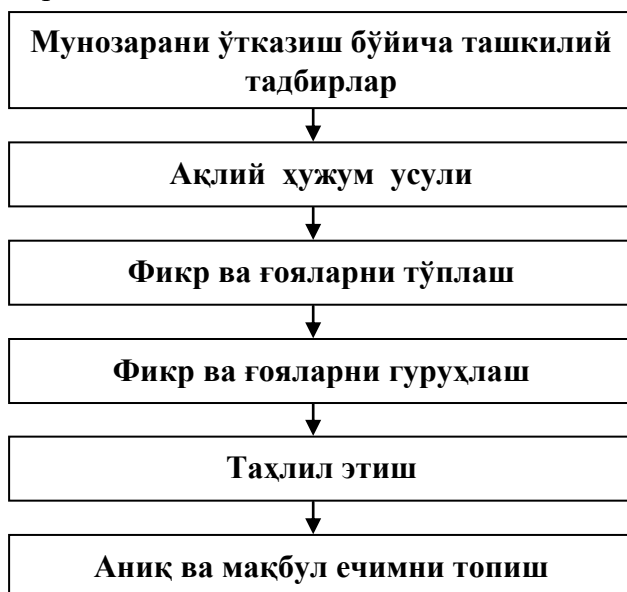 Мунозарани ўтказиш бўйича ташкилий
тадбирлар
Ақлий ҳужум усули
Фикр ва ғояларни тўплаш
Фикр ва ғояларни гуруҳлаш
Таҳлил этиш
Аниқ ва мақбул ечимни топиш